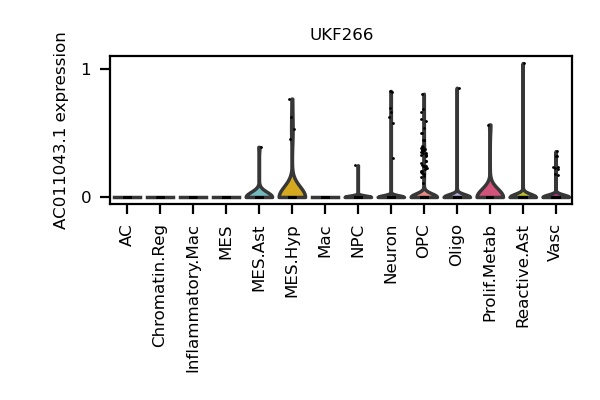 UKF266
AC011043.1 expression
1
0
AC
Chromatin.Reg
Inflammatory.Mac
MES
MES.Ast
MES.Hyp
Mac
NPC
Neuron
OPC
Oligo
Prolif.Metab
Reactive.Ast
Vasc